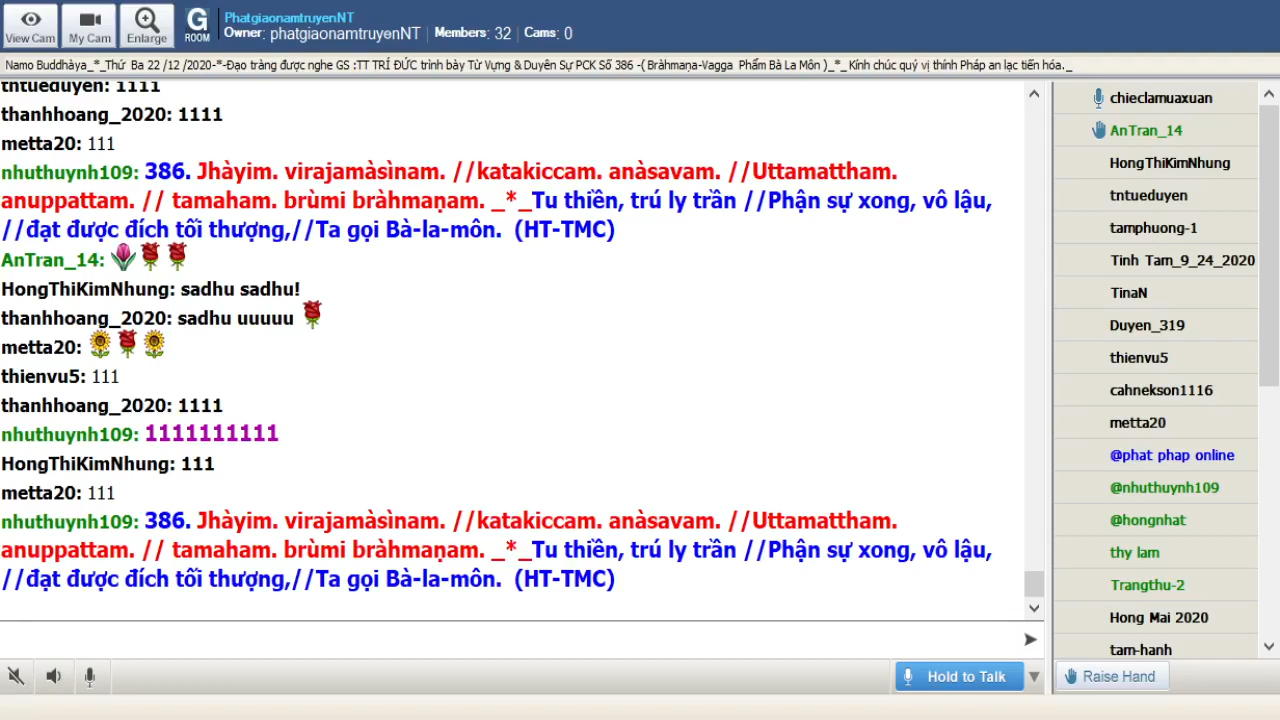 View Cam
My Cam
Enlarge
G
ROOM
PhatgiaonamtruyenNT
Owner: phatgiaonamtruyenNT | Members: 32 | Cams: 0
Namo Buddhàya_*_Thứ Ba 22 /12 /2020-*-Đạo tràng được nghe GS :TT TRÍ ĐỨC trình bày Từ Vựng & Duyên Sự PCK Số 386 -( Bràhmaṇa-Vagga Phẩm Bà La Môn )_*_ Kính chúc quý vị thính Pháp an lạc tiến hóa._
tntueduyen: 1111
thanhhoang_2020: 1111
metta20: 111
nhuthuynh109: 386. Jhàyim. virajamàsìnam. //katakiccam. anàsavam. //Uttamattham.
anuppattam. // tamaham. brùmi bràhmaṇam. _*_Tu thiền, trú ly trần //Phận sự xong, vô lậu,
//đạt được đích tối thượng,//Ta gọi Bà-la-môn. (HT-TMC)
AnTran_14:
HongThiKimNhung: sadhu sadhu!
thanhhoang_2020: sadhu uuuuu
metta20:
thienvu5: 111
thanhhoang_2020: 1111
nhuthuynh109: 1111111111
HongThiKimNhung: 111
metta20: 111
nhuthuynh109: 386. Jhàyim. virajamàsìnam. //katakiccam. anàsavam. //Uttamattham.
anuppattam. // tamaham. brùmi bràhmaṇam. _*_Tu thiền, trú ly trần //Phận sự xong, vô lậu,
//đạt được đích tối thượng,//Ta gọi Bà-la-môn. (HT-TMC)
Hold to Talk
chieclamuaxuan
AnTran_14
HongThiKimNhung
tntueduyen
tamphuong-1
Tinh Tam_9_24_2020
TinaN
Duyen_319
thienvu5
cahnekson1116
metta20
@phat phap online
@nhuthuynh109
@hongnhat
thy lam
Trangthu-2
Hong Mai 2020
tam-hanh
Raise Hand